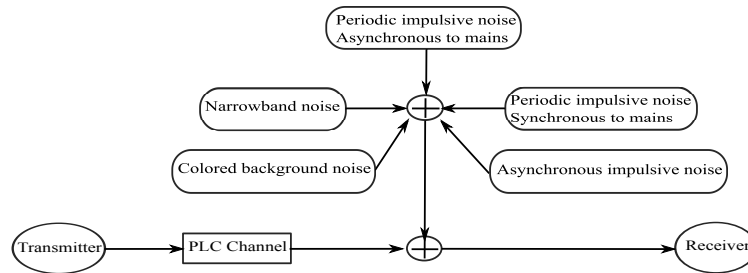 Periodic impulsive noise
Asynchronous to mains
Narrowband noise
Periodic impulsive noise
Synchronous to mains
Colored background noise
Asynchronous impulsive noise
Transmitter
PLC Channel
Receiver